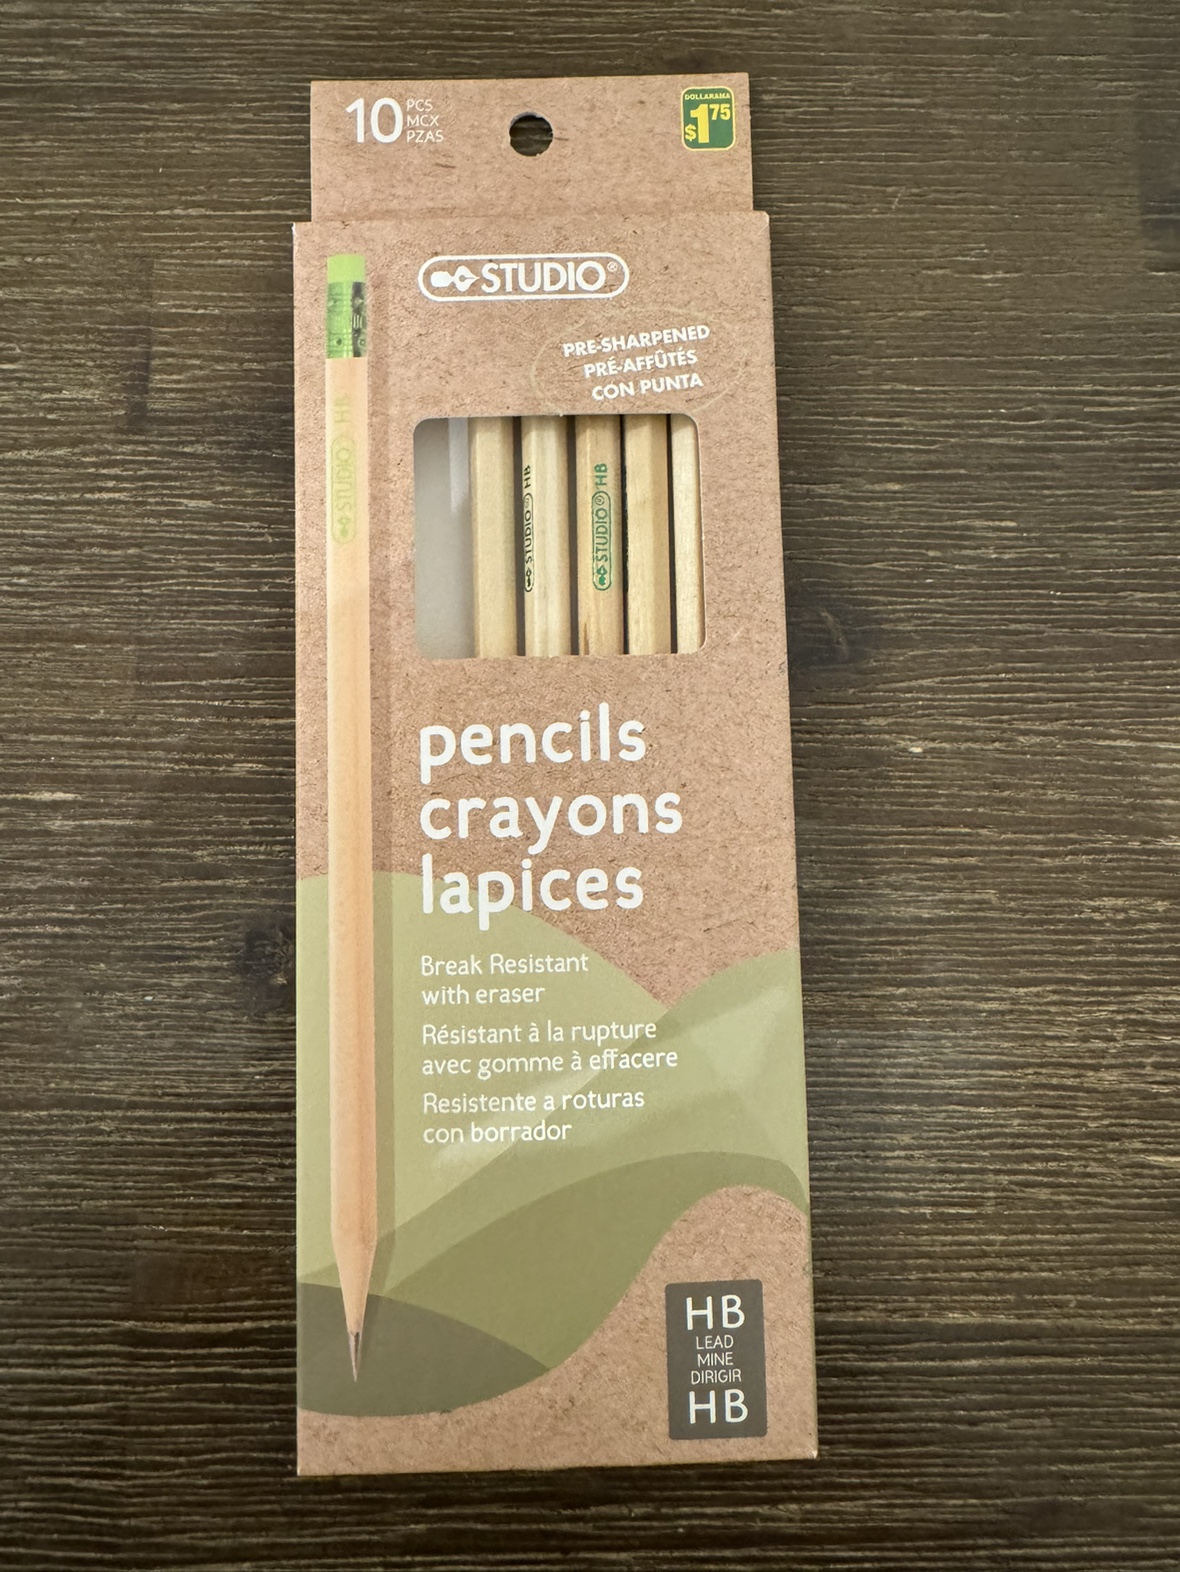 10 PCS
MCX
PZAS
DOLLARAMA
$1.75
STUDIO®
PRE-SHARPENED
PRÉ-AFFÛTÉS
CON PUNTA
STUDIO HB
STUDIO® HB
STUDIO® HB
pencils
crayons
lapices
Break Resistant
with eraser
Résistant à la rupture
avec gomme à effacere
Resistente a roturas
con borrador
HB
LEAD
MINE
DIRIGIR
HB